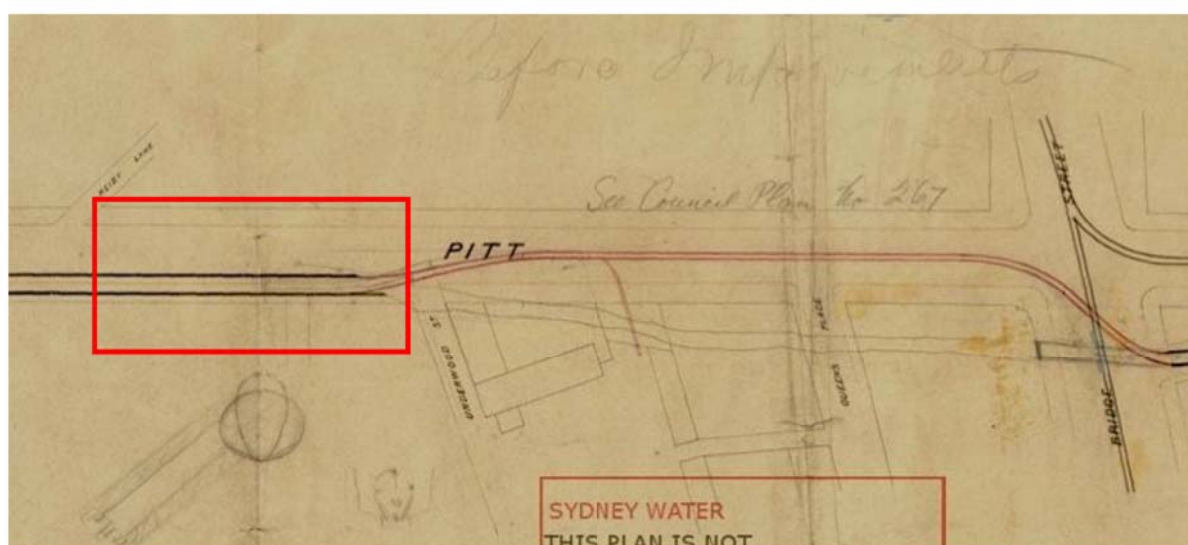 Before Improvements
REIBY LANE
See Council Plan No 267
PITT
STREET
UNDERWOOD ST
QUEENS PLACE
BRIDGE
SYDNEY WATER
THIS PLAN IS NOT